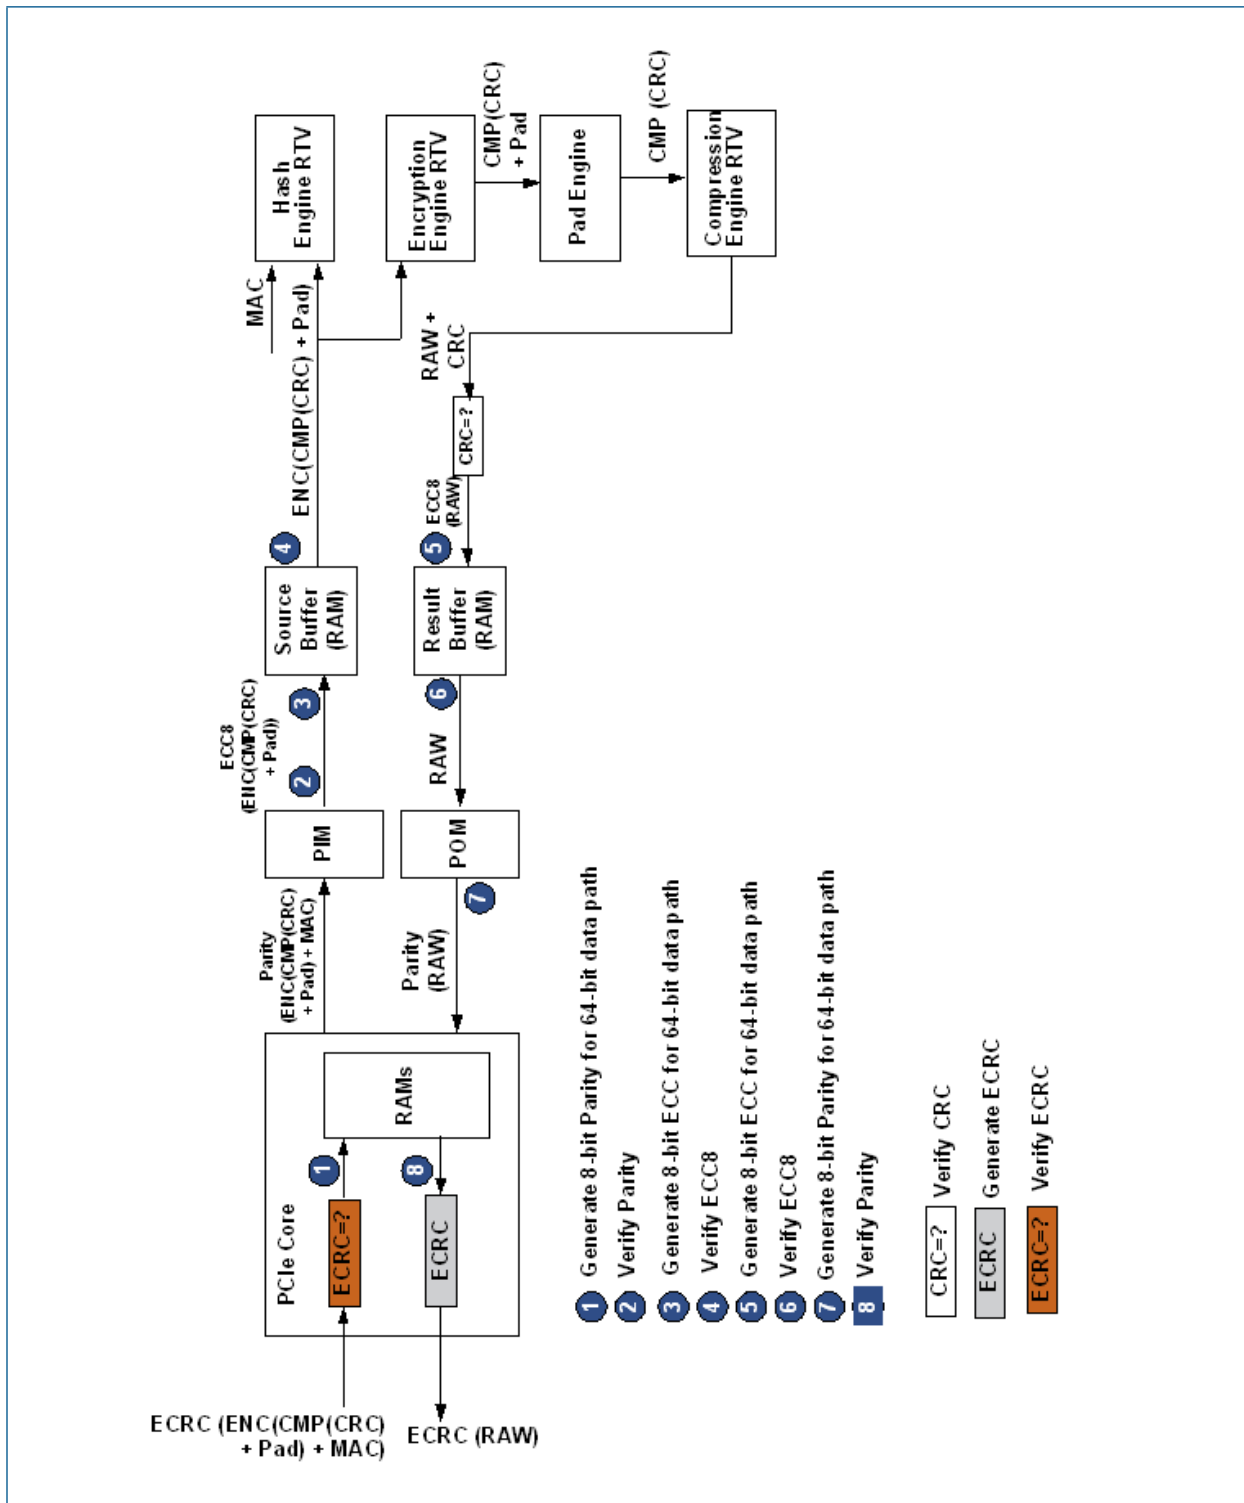 Hash
Engine RTV
MAC
ENC(CMP(CRC) + Pad)
Encryption
Engine RTV
CMP(CRC)
+ Pad
Pad Engine
CMP (CRC)
Compression
Engine RTV
RAW +
CRC
CRC=?
ECC8
(RAW)
5
4
Source
Buffer
(RAM)
Result
Buffer
(RAM)
3
2
6
ECC8
(ENC(CMP(CRC)
+ Pad))
RAW
PIM
POM
7
Parity
(ENC(CMP(CRC)
+ Pad) + MAC)
Parity
(RAW)
PCIe Core
RAMs
1
8
ECRC=?
ECRC
ECRC (ENC(CMP(CRC)
+ Pad) + MAC)
ECRC (RAW)
1 Generate 8-bit Parity for 64-bit data path
2 Verify Parity
3 Generate 8-bit ECC for 64-bit data path
4 Verify ECC8
5 Generate 8-bit ECC for 64-bit data path
6 Verify ECC8
7 Generate 8-bit Parity for 64-bit data path
8 Verify Parity
CRC=? Verify CRC
ECRC Generate ECRC
ECRC=? Verify ECRC